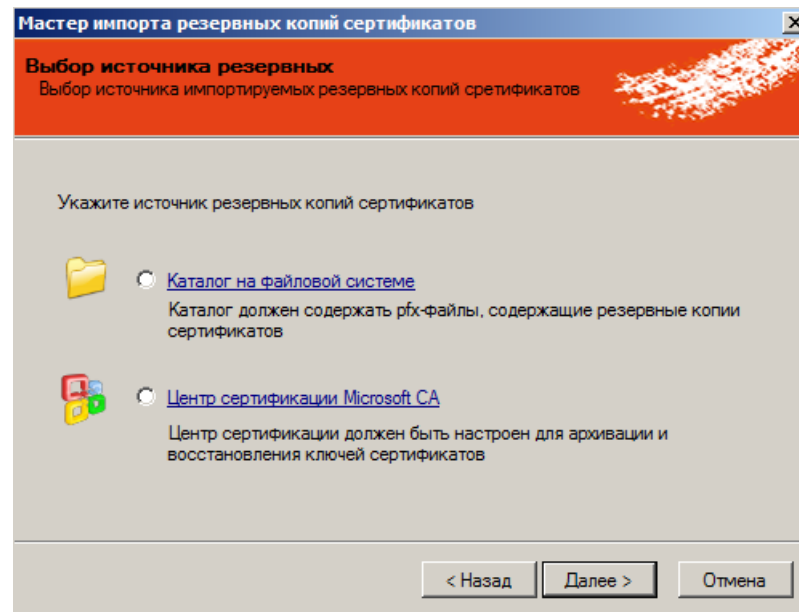 Мастер импорта резервных копий сертификатов
Выбор источника резервных
Выбор источника импортируемых резервных копий сретификатов
Укажите источник резервных копий сертификатов
Каталог на файловой системе
Каталог должен содержать pfx-файлы, содержащие резервные копии
сертификатов
Центр сертификации Microsoft CA
Центр сертификации должен быть настроен для архивации и
восстановления ключей сертификатов
< Назад Далее > Отмена